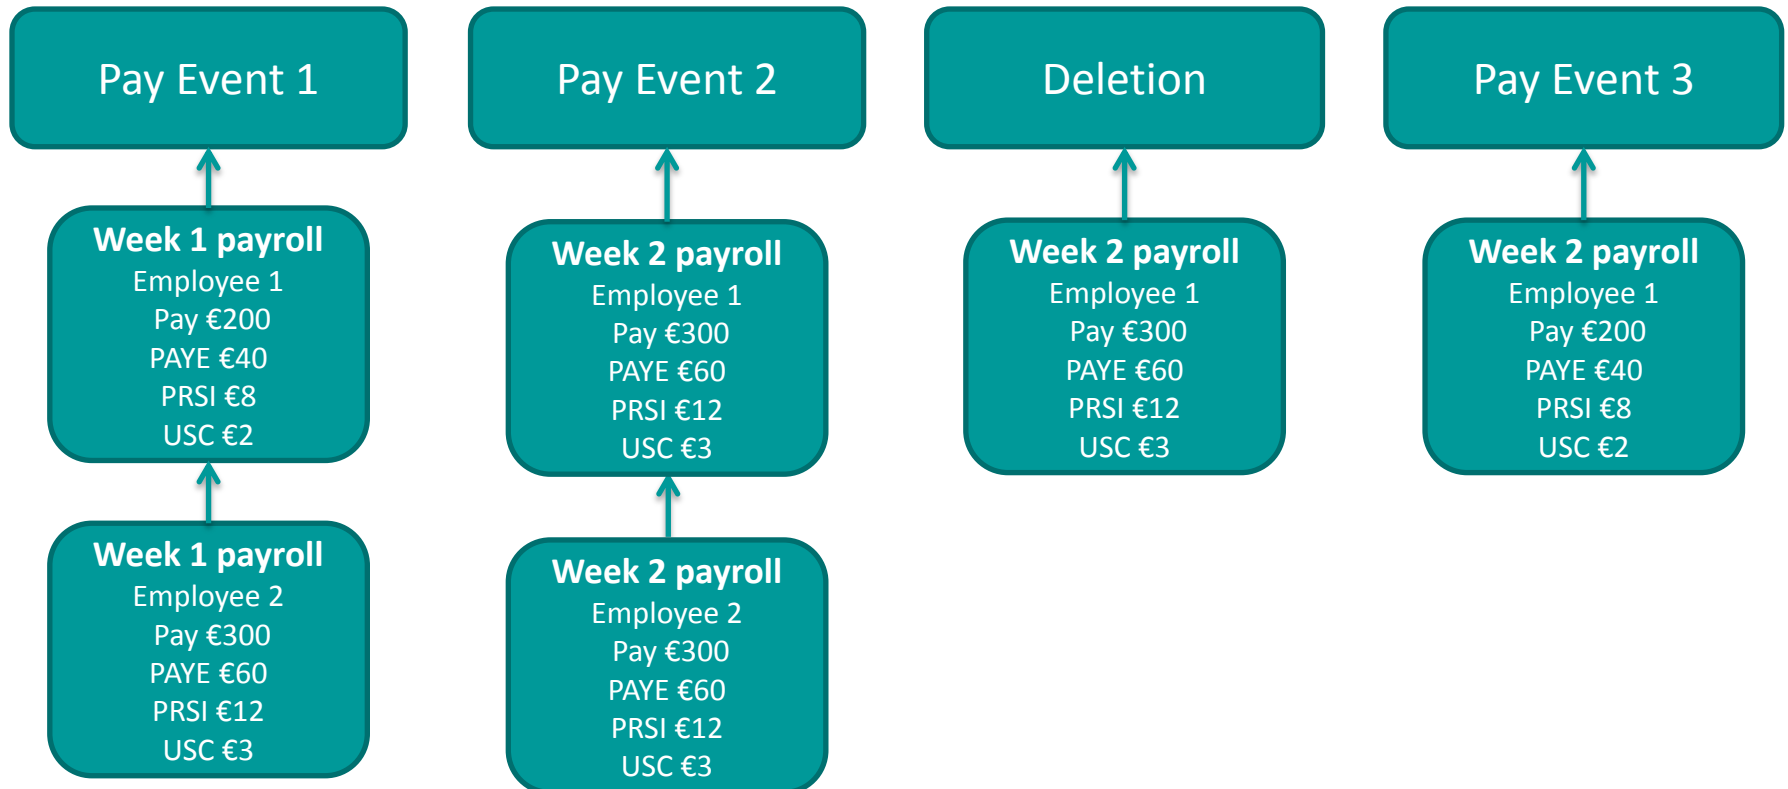 Pay Event 1
Week 1 payroll
Employee 1
Pay €200
PAYE €40
PRSI €8
USC €2
Week 1 payroll
Employee 2
Pay €300
PAYE €60
PRSI €12
USC €3
Pay Event 2
Week 2 payroll
Employee 1
Pay €300
PAYE €60
PRSI €12
USC €3
Week 2 payroll
Employee 2
Pay €300
PAYE €60
PRSI €12
USC €3
Deletion
Week 2 payroll
Employee 1
Pay €300
PAYE €60
PRSI €12
USC €3
Pay Event 3
Week 2 payroll
Employee 1
Pay €200
PAYE €40
PRSI €8
USC €2